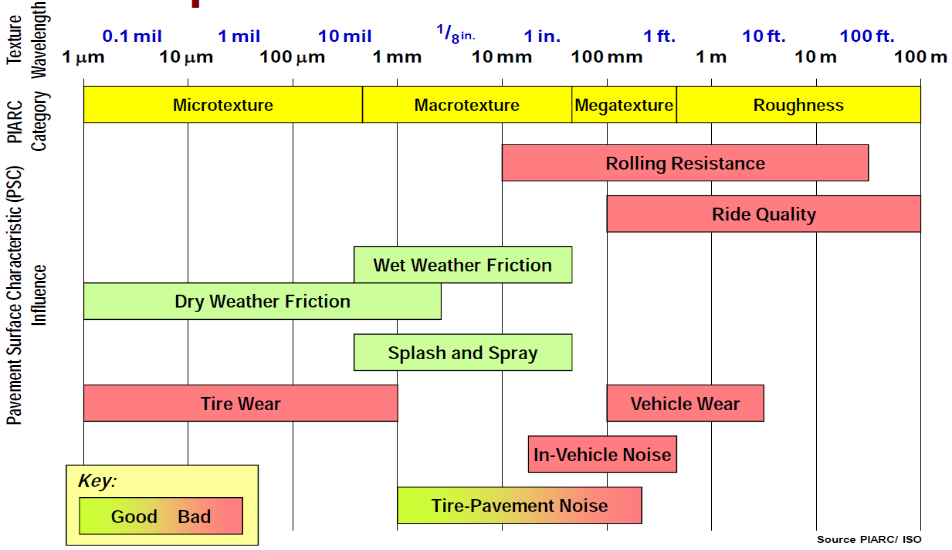 Texture
Wavelength
0.1 mil 1 mil 10 mil 1/8 in. 1 in. 1 ft. 10 ft. 100 ft.
1 µm 10 µm 100 µm 1 mm 10 mm 100 mm 1 m 10 m 100 m
PIARC
Category
Microtexture Macrotexture Megatexture Roughness
Pavement Surface Characteristic (PSC)
Influence
Rolling Resistance
Ride Quality
Wet Weather Friction
Dry Weather Friction
Splash and Spray
Tire Wear Vehicle Wear
In-Vehicle Noise
Tire-Pavement Noise
Key:
Good Bad
Source PIARC/ ISO